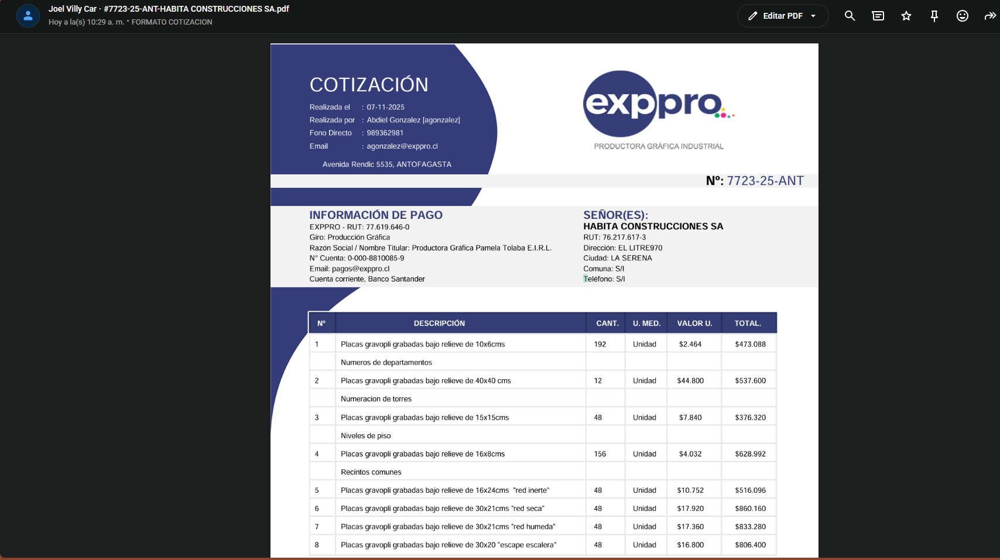 Joel Villy Car · #7723-25-ANT-HABITA CONSTRUCCIONES SA.pdf
Hoy a la(s) 10:29 a. m. • FORMATO COTIZACION
Editar PDF
COTIZACIÓN
Realizada el : 07-11-2025
Realizada por : Abdiel Gonzalez [agonzalez]
Fono Directo : 989362981
Email : agonzalez@exppro.cl
Avenida Rendic 5535, ANTOFAGASTA
exppro
PRODUCTORA GRÁFICA INDUSTRIAL
Nº: 7723-25-ANT
INFORMACIÓN DE PAGO
EXPPRO - RUT: 77.619.646-0
Giro: Producción Gráfica
Razón Social / Nombre Titular: Productora Gráfica Pamela Tolaba E.I.R.L.
N° Cuenta: 0-000-8810085-9
Email: pagos@exppro.cl
Cuenta corriente, Banco Santander
SEÑOR(ES):
HABITA CONSTRUCCIONES SA
RUT: 76.217.617-3
Dirección: EL LITRE970
Ciudad: LA SERENA
Comuna: S/I
Teléfono: S/I
Nº DESCRIPCIÓN CANT. U. MED. VALOR U. TOTAL.
1 Placas gravopli grabadas bajo relieve de 10x6cms 192 Unidad $2.464 $473.088
Numeros de departamentos
2 Placas gravopli grabadas bajo relieve de 40x40 cms 12 Unidad $44.800 $537.600
Numeracion de torres
3 Placas gravopli grabadas bajo relieve de 15x15cms 48 Unidad $7.840 $376.320
Niveles de piso
4 Placas gravopli grabadas bajo relieve de 16x8cms 156 Unidad $4.032 $628.992
Recintos comunes
5 Placas gravopli grabadas bajo relieve de 16x24cms "red inerte" 48 Unidad $10.752 $516.096
6 Placas gravopli grabadas bajo relieve de 30x21cms "red seca" 48 Unidad $17.920 $860.160
7 Placas gravopli grabadas bajo relieve de 30x21cms "red humeda" 48 Unidad $17.360 $833.280
8 Placas gravopli grabadas bajo relieve de 30x20 "escape escalera" 48 Unidad $16.800 $806.400